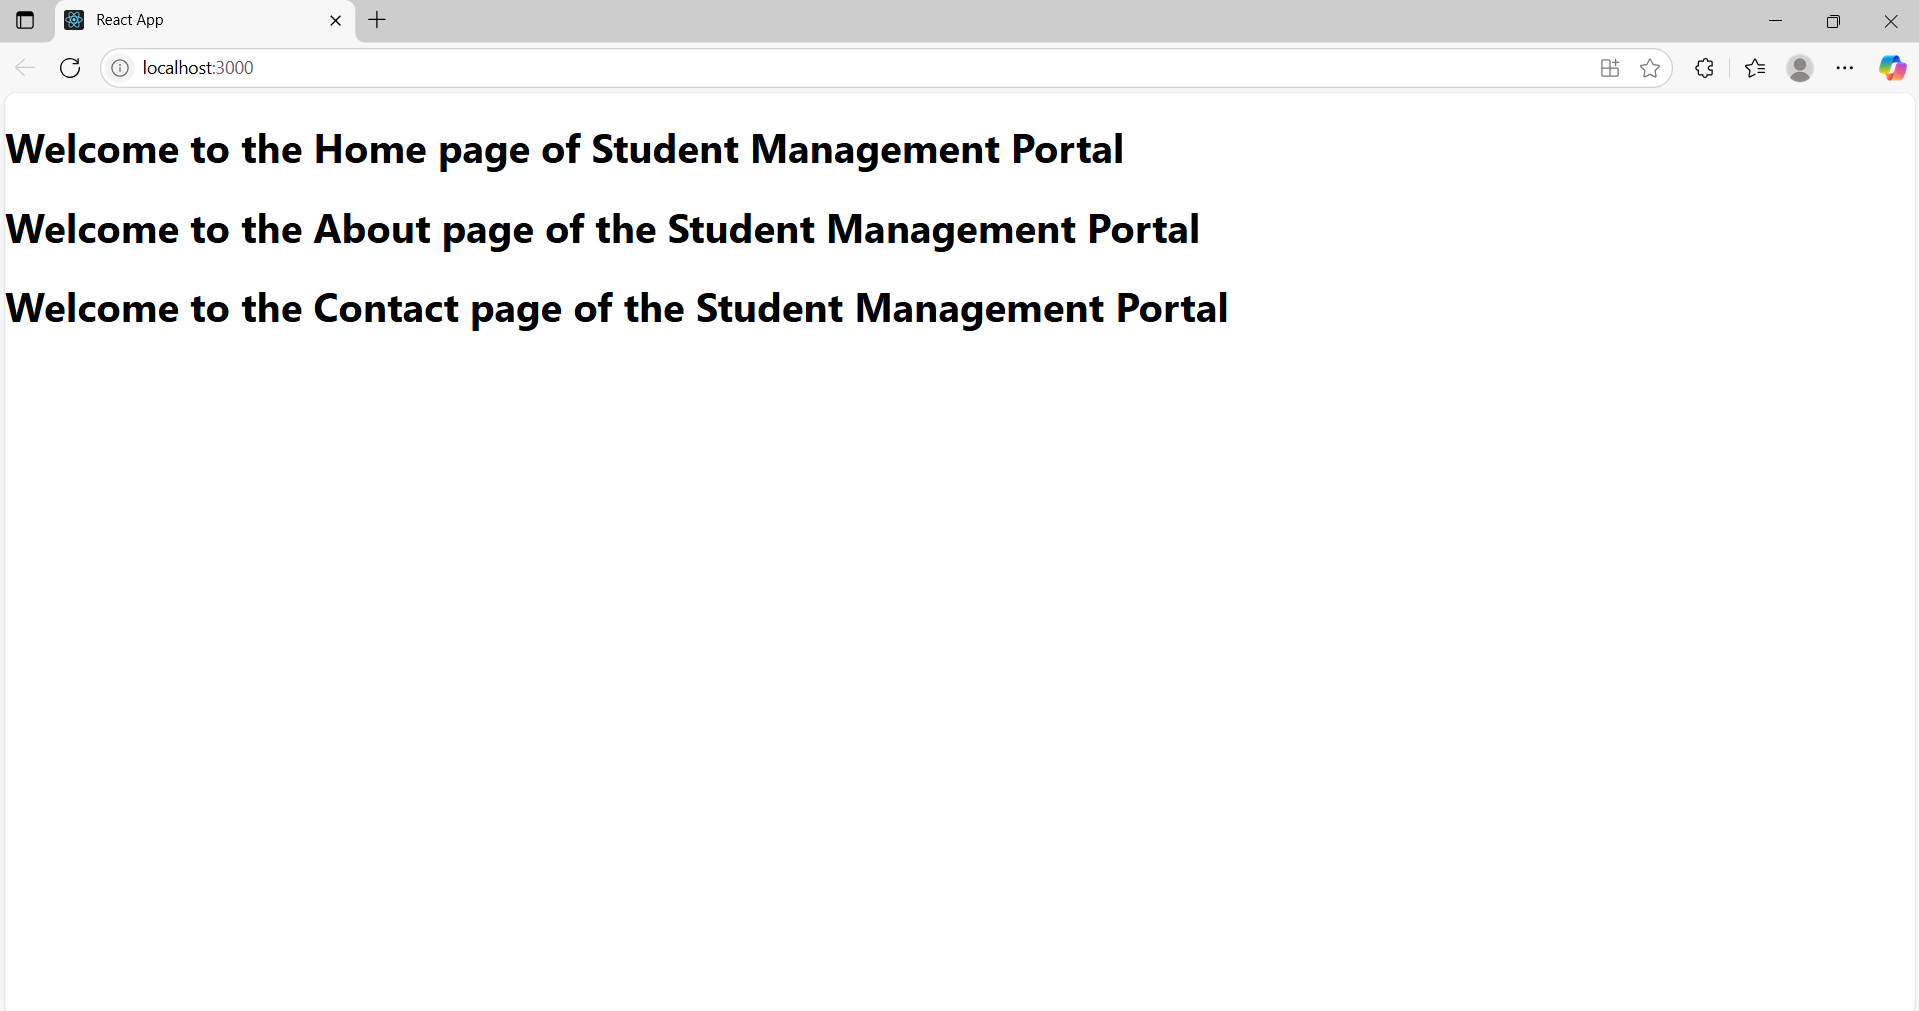 React App
localhost:3000
Welcome to the Home page of Student Management Portal
Welcome to the About page of the Student Management Portal
Welcome to the Contact page of the Student Management Portal